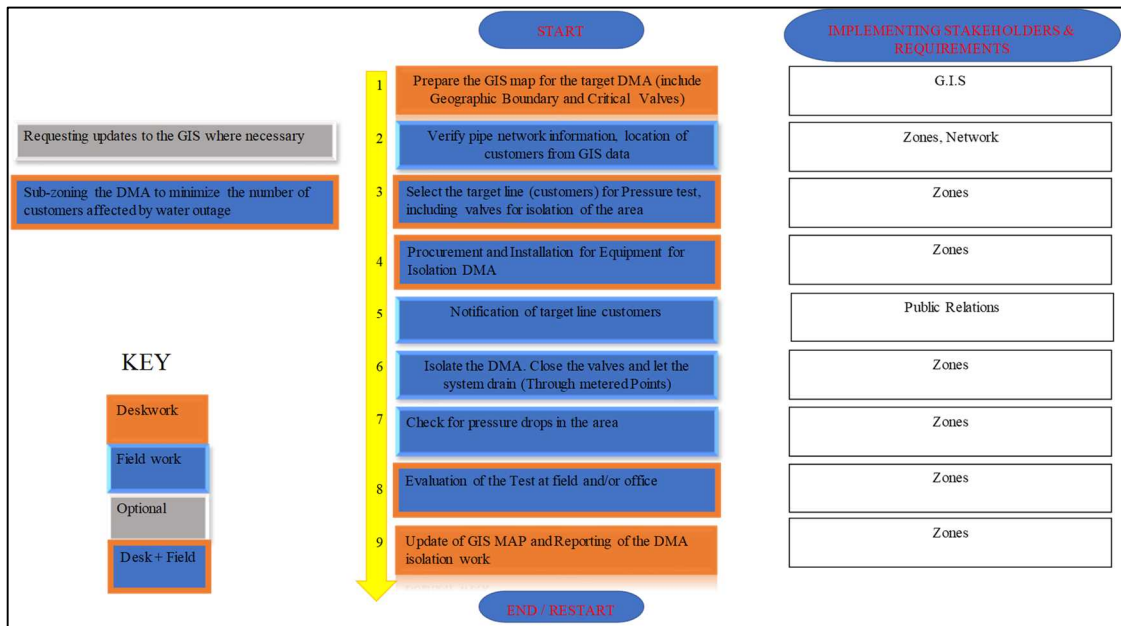 START
IMPLEMENTING STAKEHOLDERS &
REQUIREMENTS
1
Prepare the GIS map for the target DMA (include
Geographic Boundary and Critical Valves)
G.I.S
Requesting updates to the GIS where necessary
2
Verify pipe network information, location of
customers from GIS data
Zones, Network
Sub-zoning the DMA to minimize the number of
customers affected by water outage
3
Select the target line (customers) for Pressure test,
including valves for isolation of the area
Zones
4
Procurement and Installation for Equipment for
Isolation DMA
Zones
5
Notification of target line customers
Public Relations
6
Isolate the DMA. Close the valves and let the
system drain (Through metered Points)
Zones
7
Check for pressure drops in the area
Zones
8
Evaluation of the Test at field and/or office
Zones
9
Update of GIS MAP and Reporting of the DMA
isolation work
Zones
END / RESTART
KEY
Deskwork
Field work
Optional
Desk + Field